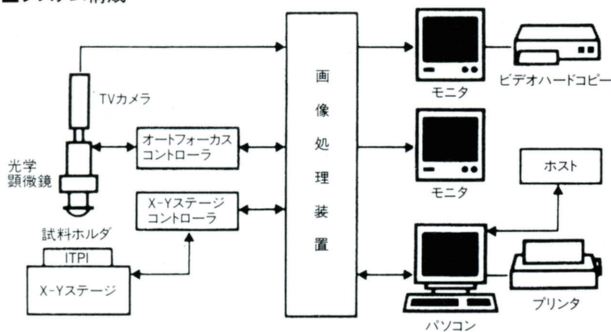 TVカメラ
光学
顕微鏡
オートフォーカス
コントローラ
X-Yステージ
コントローラ
試料ホルダ
ITPI
X-Yステージ
画像処理装置
モニタ
ビデオハードコピー
モニタ
ホスト
パソコン
プリンタ